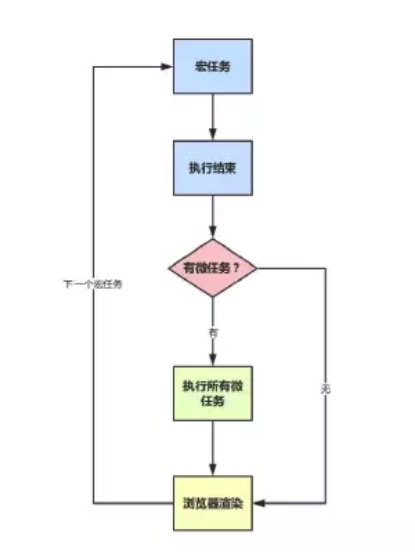 宏任务
执行结束
有微任务？
下一个宏任务
有
执行所有微
任务
无
浏览器渲染